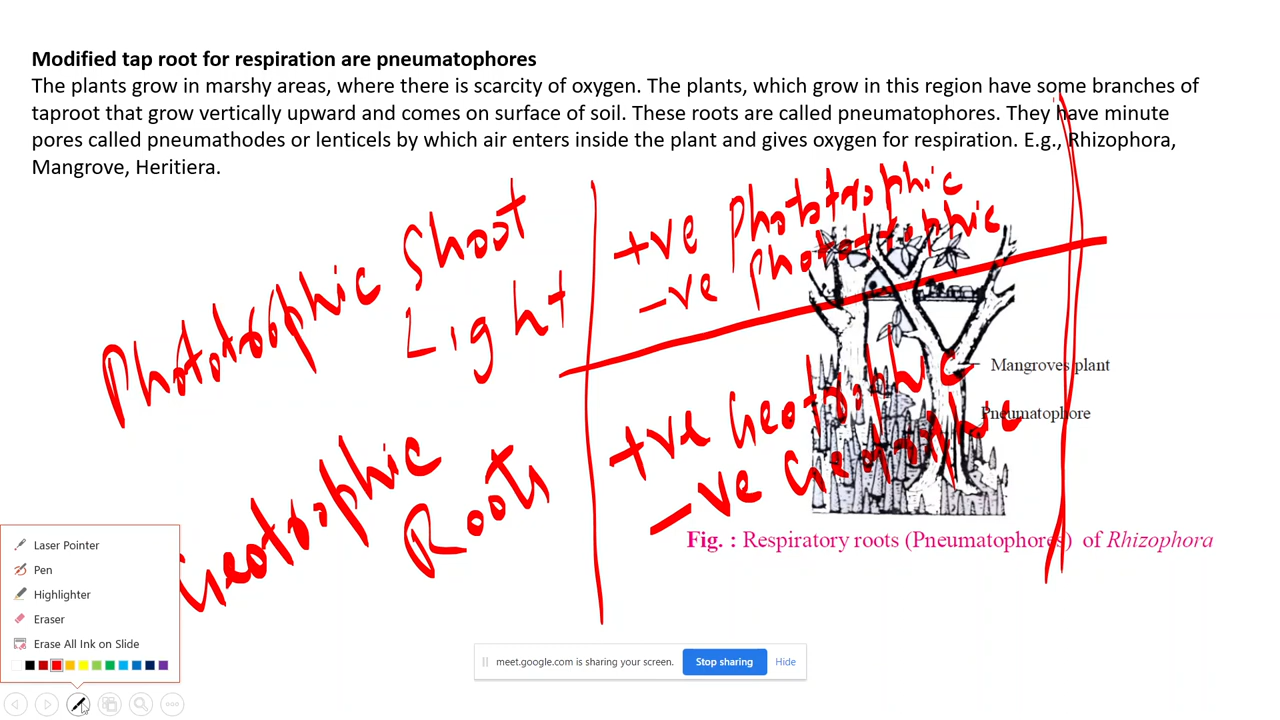 Modified tap root for respiration are pneumatophores
The plants grow in marshy areas, where there is scarcity of oxygen. The plants, which grow in this region have some branches of
taproot that grow vertically upward and comes on surface of soil. These roots are called pneumatophores. They have minute
pores called pneumathodes or lenticels by which air enters inside the plant and gives oxygen for respiration. E.g., Rhizophora,
Mangrove, Heritiera.
Phototrophic Shoot
Light
+ve Phototrophic
-ve Phototrophic
Geotrophic
Roots
+ve Geotrophic
-ve Geotrophic
Mangroves plant
Pneumatophore
Fig. : Respiratory roots (Pneumatophores) of Rhizophora
Laser Pointer
Pen
Highlighter
Eraser
Erase All Ink on Slide
meet.google.com is sharing your screen.
Stop sharing
Hide